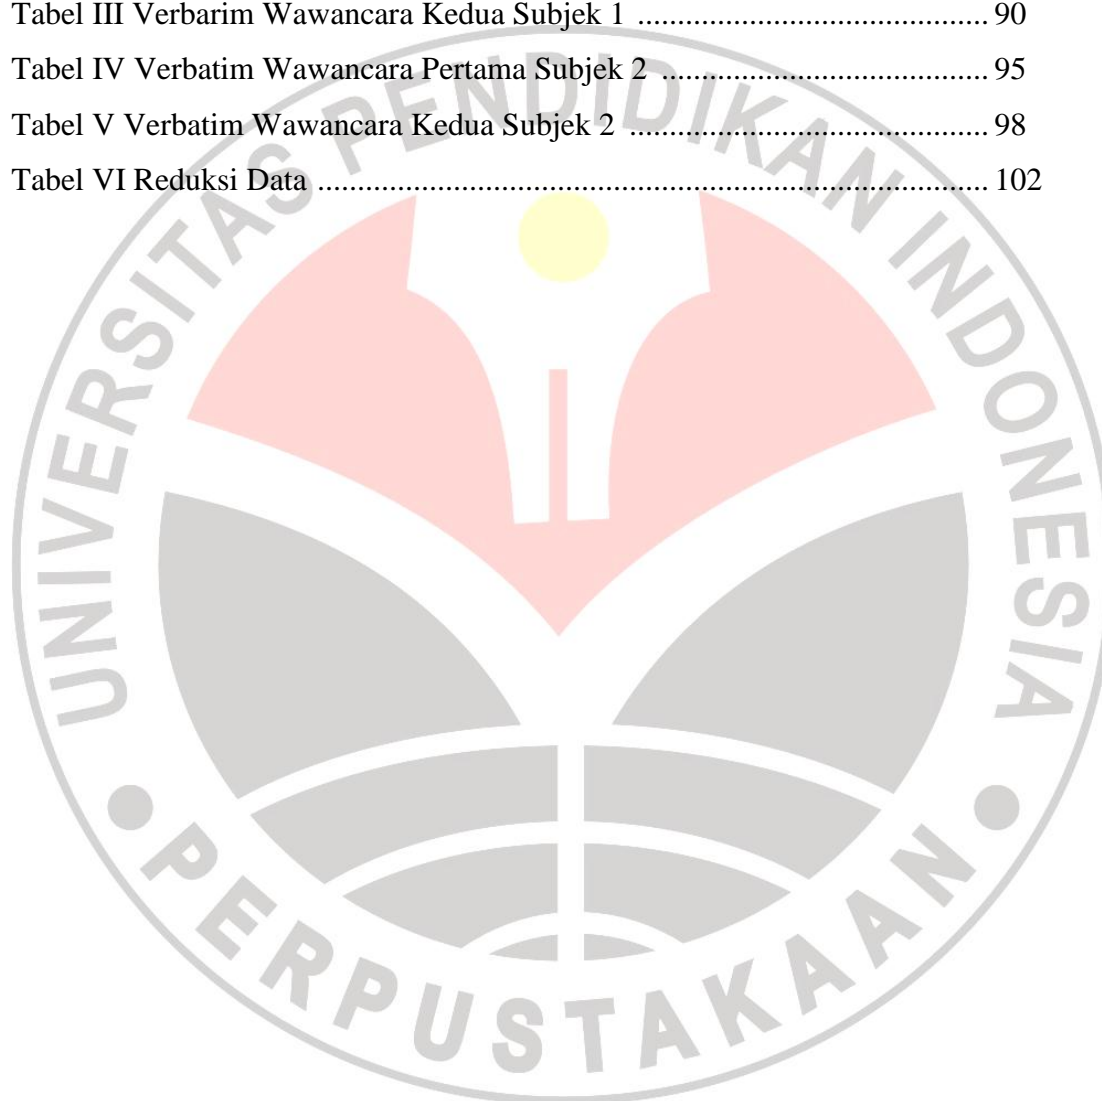 Tabel III Verbarim Wawancara Kedua Subjek 1 ..................................... 90
Tabel IV Verbatim Wawancara Pertama Subjek 2 .................................. 95
Tabel V Verbatim Wawancara Kedua Subjek 2 ..................................... 98
Tabel VI Reduksi Data ...................................................................... 102
UNIVERSITAS PENDIDIKAN INDONESIA
PERPUSTAKAAN